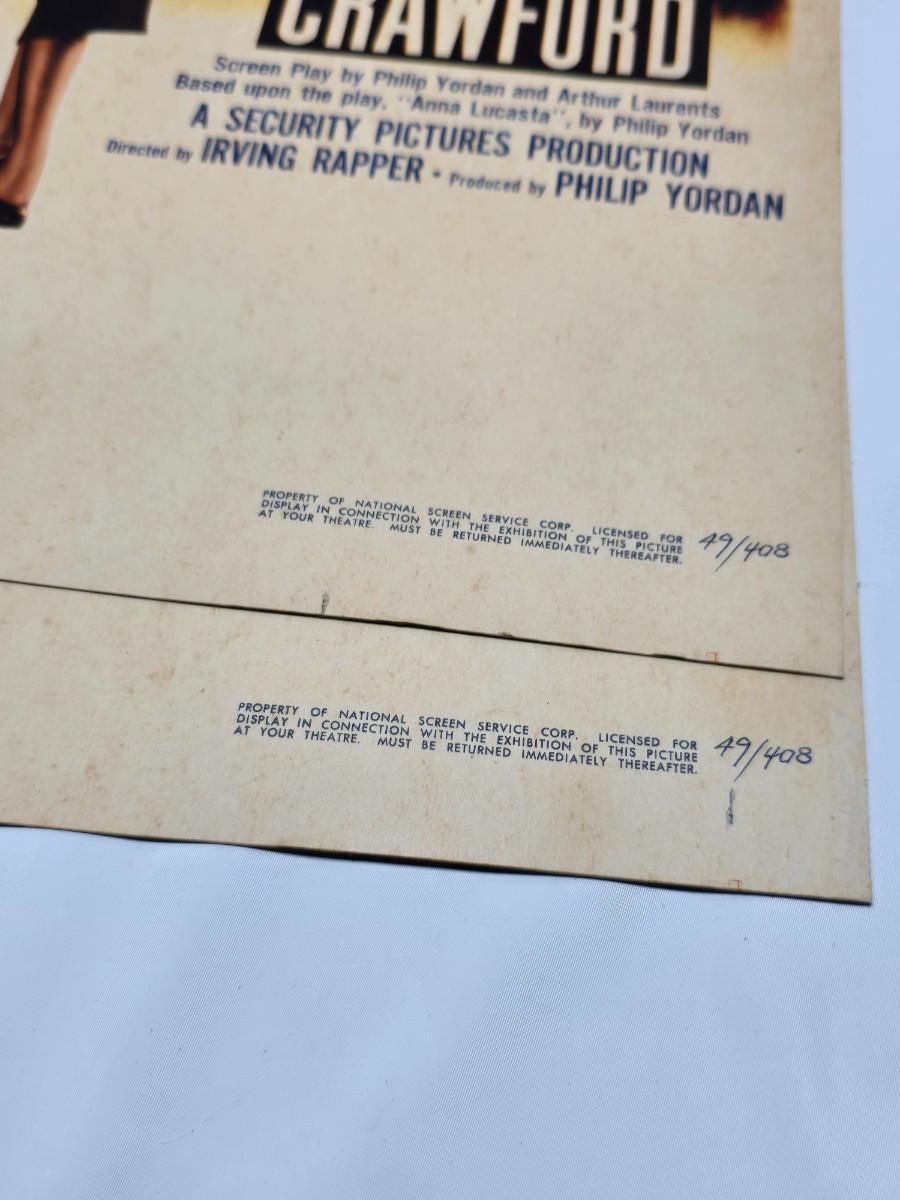 CRAWFORD
Screen Play by Philip Yordan and Arthur Laurents
Based upon the play, "Anna Lucasta", by Philip Yordan
A SECURITY PICTURES PRODUCTION
Directed by IRVING RAPPER • Produced by PHILIP YORDAN
PROPERTY OF NATIONAL SCREEN SERVICE CORP. LICENSED FOR
DISPLAY IN CONNECTION WITH THE EXHIBITION OF THIS PICTURE
AT YOUR THEATRE. MUST BE RETURNED IMMEDIATELY THEREAFTER.
49/408
PROPERTY OF NATIONAL SCREEN SERVICE CORP. LICENSED FOR
DISPLAY IN CONNECTION WITH THE EXHIBITION OF THIS PICTURE
AT YOUR THEATRE. MUST BE RETURNED IMMEDIATELY THEREAFTER.
49/408